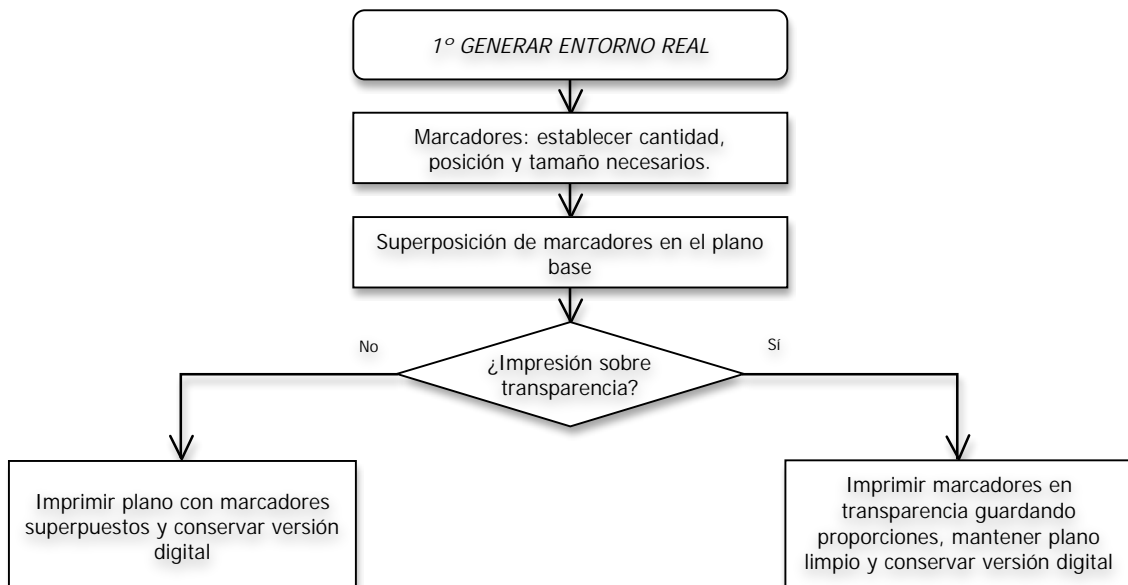 1º GENERAR ENTORNO REAL
Marcadores: establecer cantidad,
posición y tamaño necesarios.
Superposición de marcadores en el plano
base
No
Sí
¿Impresión sobre
transparencia?
Imprimir plano con marcadores
superpuestos y conservar versión
digital
Imprimir marcadores en
transparencia guardando
proporciones, mantener plano
limpio y conservar versión digital